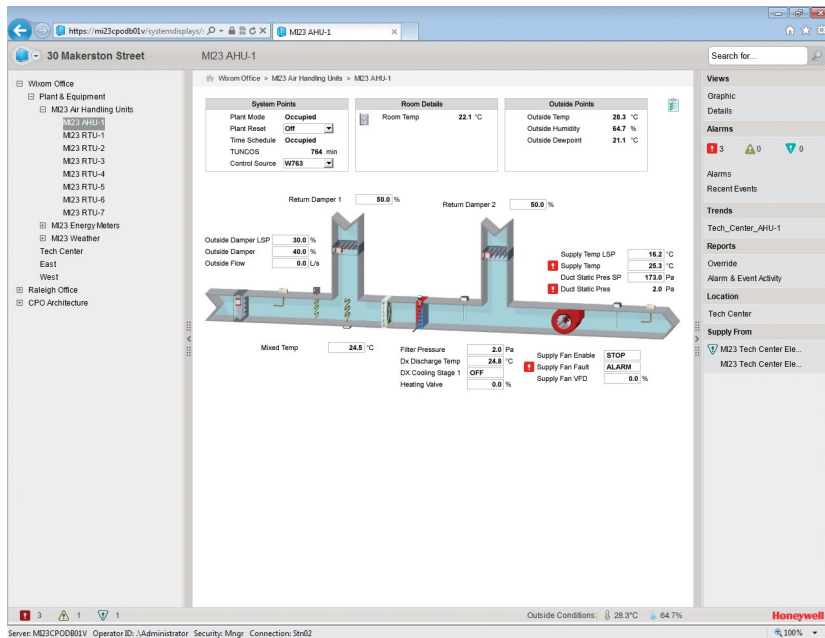 https://mi23cpodb01v/systemdisplays/s
MI23 AHU-1
30 Makerston Street
MI23 AHU-1
Search for...
Wixom Office
Plant & Equipment
MI23 Air Handling Units
MI23 AHU-1
MI23 RTU-1
MI23 RTU-2
MI23 RTU-3
MI23 RTU-4
MI23 RTU-5
MI23 RTU-6
MI23 RTU-7
MI23 Energy Meters
MI23 Weather
Tech Center
East
West
Raleigh Office
CPO Architecture
Wixom Office > MI23 Air Handling Units > MI23 AHU-1
System Points
Plant Mode Occupied
Plant Reset Off
Time Schedule Occupied
TUNCOS 764 min
Control Source W763
Room Details
Room Temp 22.1 °C
Outside Points
Outside Temp 28.3 °C
Outside Humidity 64.7 %
Outside Dewpoint 21.1 °C
Return Damper 1 50.0 %
Return Damper 2 50.0 %
Outside Damper LSP 30.0 %
Outside Damper 40.0 %
Outside Flow 0.0 L/s
Supply Temp LSP 16.2 °C
Supply Temp 25.3 °C
Duct Static Pres SP 173.0 Pa
Duct Static Pres 2.0 Pa
Mixed Temp 24.5 °C
Filter Pressure 2.0 Pa
Dx Discharge Temp 24.8 °C
DX Cooling Stage 1 OFF
Heating Valve 0.0 %
Supply Fan Enable STOP
Supply Fan Fault ALARM
Supply Fan VFD 0.0 %
Views
Graphic
Details
Alarms
3 0 0
Alarms
Recent Events
Trends
Tech_Center_AHU-1
Reports
Override
Alarm & Event Activity
Location
Tech Center
Supply From
MI23 Tech Center Ele...
MI23 Tech Center Ele...
3 1 1
Outside Conditions: 28.3°C 64.7%
Honeywell
Server: MI23CPODB01V Operator ID: .\Administrator Security: Mngr Connection: Stn02
100%